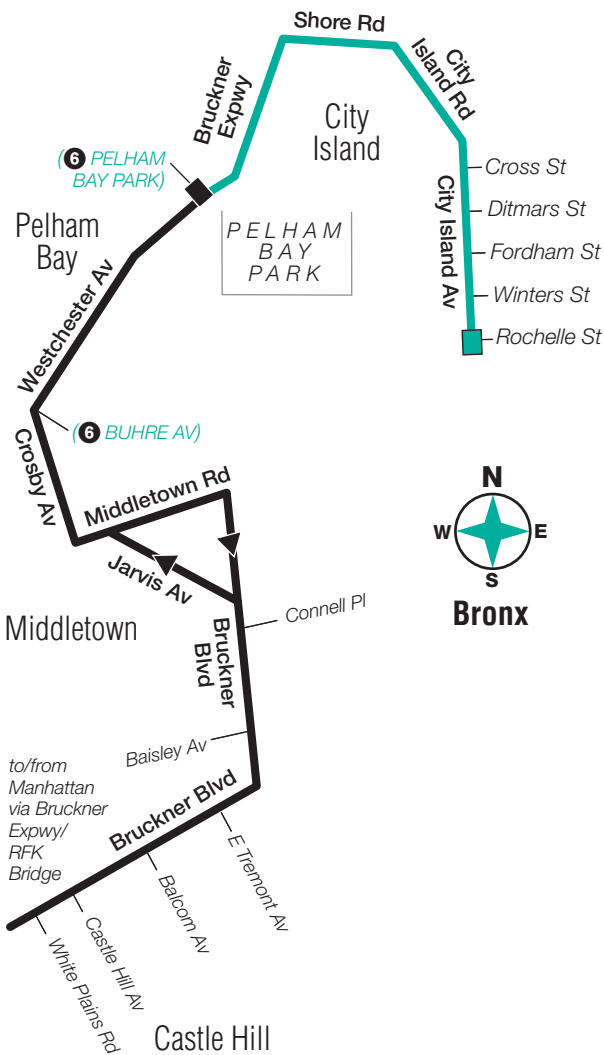 Shore Rd
City
Island Rd
Bruckner
Expwy
City
Island
(6 PELHAM
BAY PARK)
Cross St
Pelham
Bay
PELHAM
BAY
PARK
City Island Av
Ditmars St
Fordham St
Winters St
Rochelle St
Westchester Av
(6 BUHRE AV)
Crosby Av
Middletown Rd
N
W
E
S
Bronx
Jarvis Av
Connell Pl
Middletown
Bruckner
Blvd
Baisley Av
to/from
Manhattan
via Bruckner
Expwy/
RFK
Bridge
Bruckner Blvd
E Tremont Av
Balcom Av
Castle Hill Av
White Plains Rd
Castle Hill